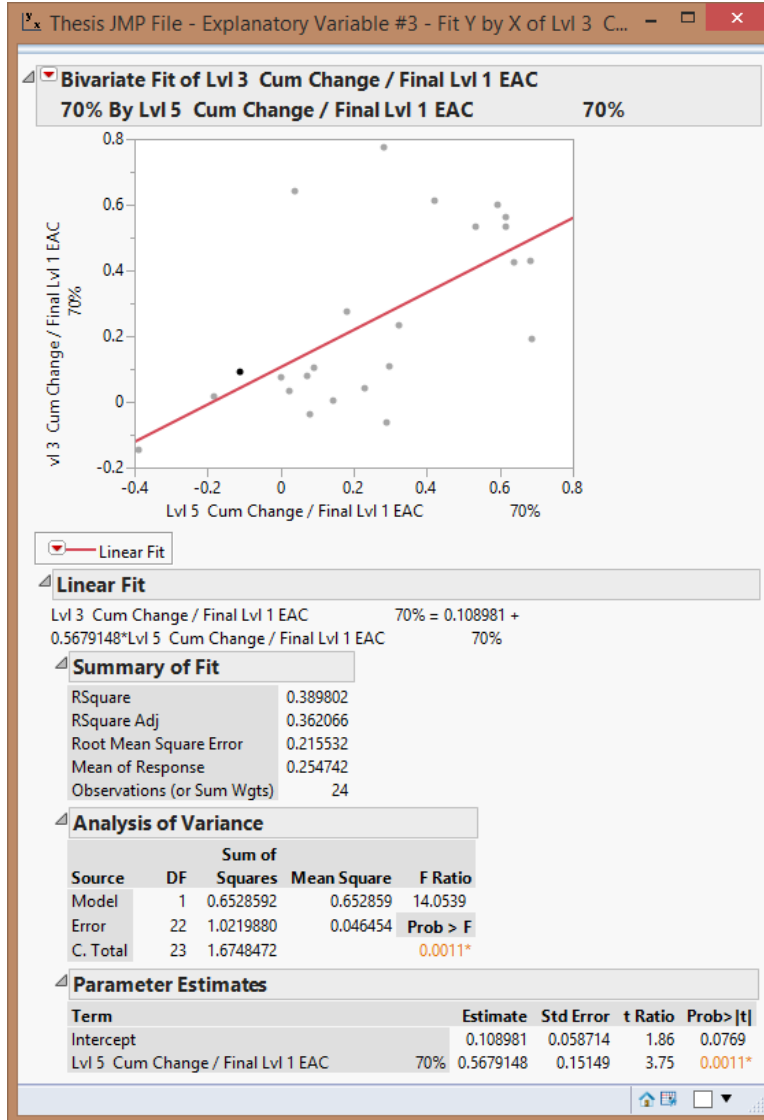 Thesis JMP File - Explanatory Variable #3 - Fit Y by X of Lvl 3 C...
Bivariate Fit of Lvl 3 Cum Change / Final Lvl 1 EAC
70% By Lvl 5 Cum Change / Final Lvl 1 EAC 70%
vl 3 Cum Change / Final Lvl 1 EAC
70%
0.8
0.6
0.4
0.2
0
-0.2
-0.4 -0.2 0 0.2 0.4 0.6 0.8
Lvl 5 Cum Change / Final Lvl 1 EAC 70%
Linear Fit
Linear Fit
Lvl 3 Cum Change / Final Lvl 1 EAC 70% = 0.108981 +
0.5679148*Lvl 5 Cum Change / Final Lvl 1 EAC 70%
Summary of Fit
RSquare 0.389802
RSquare Adj 0.362066
Root Mean Square Error 0.215532
Mean of Response 0.254742
Observations (or Sum Wgts) 24
Analysis of Variance
Sum of
Source DF Squares Mean Square F Ratio
Model 1 0.6528592 0.652859 14.0539
Error 22 1.0219880 0.046454 Prob > F
C. Total 23 1.6748472 0.0011*
Parameter Estimates
Term Estimate Std Error t Ratio Prob>|t|
Intercept 0.108981 0.058714 1.86 0.0769
Lvl 5 Cum Change / Final Lvl 1 EAC 70% 0.5679148 0.15149 3.75 0.0011*